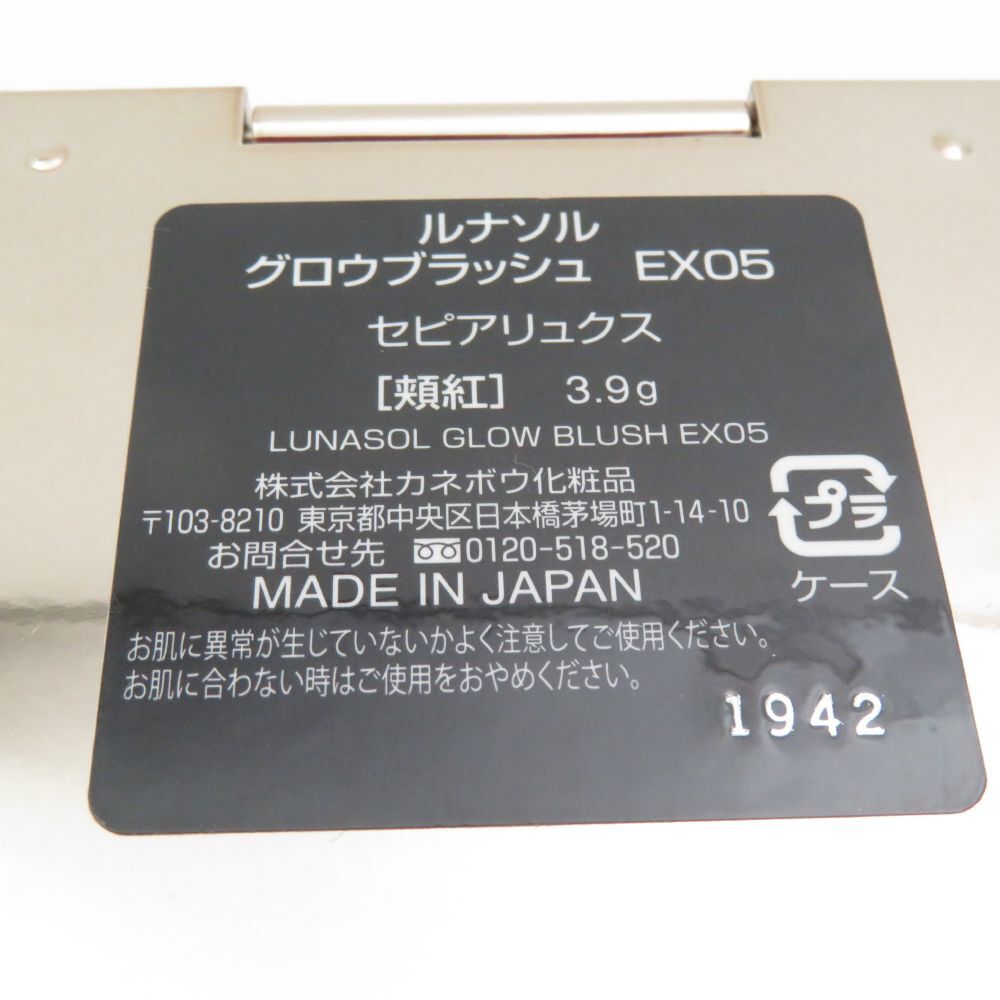 ルナソル
グロウブラッシュ EX05
セピアリュクス
[頬紅] 3.9g
LUNASOL GLOW BLUSH EX05
株式会社カネボウ化粧品
〒103-8210 東京都中央区日本橋茅場町1-14-10
お問合せ先 0120-518-520
MADE IN JAPAN
プラ
ケース
お肌に異常が生じていないかよく注意してご使用ください。
お肌に合わない時はご使用をおやめください。
1942